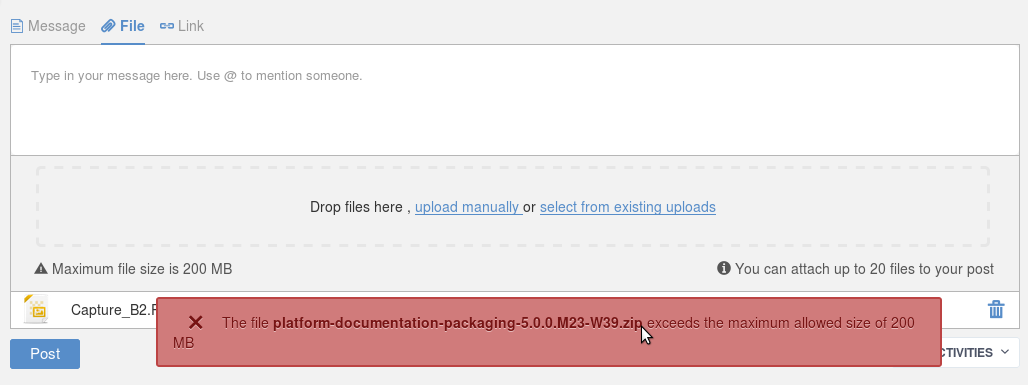 Message File Link
Type in your message here. Use @ to mention someone.
Drop files here , upload manually or select from existing uploads
Maximum file size is 200 MB You can attach up to 20 files to your post
Capture_B2.
The file platform-documentation-packaging-5.0.0.M23-W39.zip exceeds the maximum allowed size of 200
MB
Post CTIVITIES